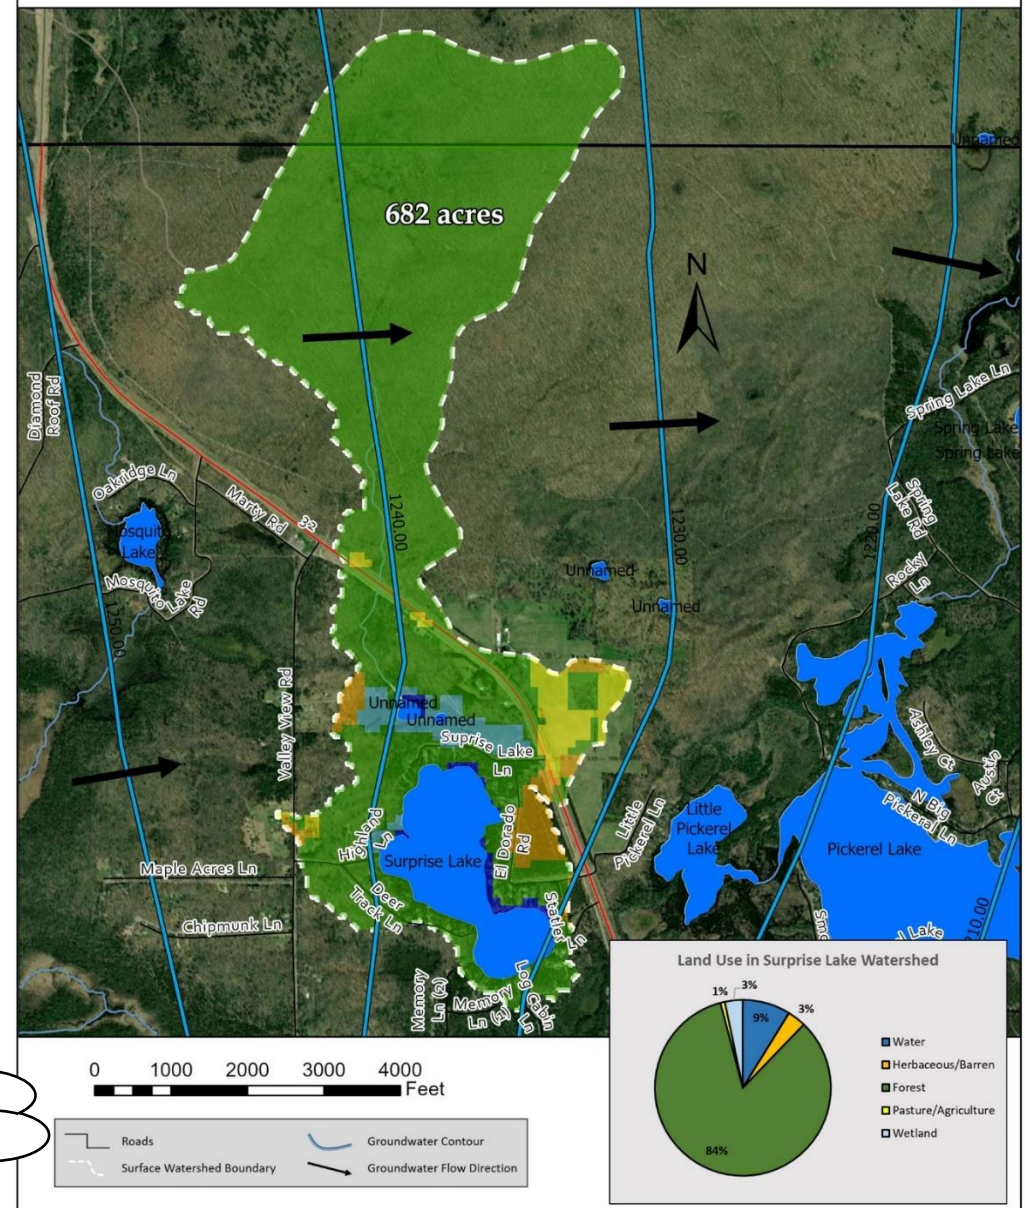 Unnamed
682 acres
N
Diamond
Roof Rd
Spring Lake Ln
Spring Lake
Spring Lake
Oakridge Ln
Marty Rd
32
Spring
Lake Rd
1240.00
1230.00
1220.00
Mosquito
Lake
Mosquito
Lake
Rd
Rocky
Ln
Unnamed
Unnamed
1250.00
Valley View Rd
Unnamed
Unnamed
Suprise Lake
Ln
Ashley Ct
Austin
Ct
N Big
Pickeral Ln
Little
Pickeral Ln
Little
Pickerel
Lake
Pickerel Lake
El Dorado
Rd
Highland
Ln
Surprise Lake
Maple Acres Ln
Deer
Track Ln
Chipmunk Ln
Statler
Ln
Lake
Memory
Ln (2)
Memory
Ln (1)
Log Cabin
Ln
Land Use in Surprise Lake Watershed
1%
3%
9%
3%
84%
Water
Herbaceous/Barren
Forest
Pasture/Agriculture
Wetland
0 1000 2000 3000 4000
Feet
Roads
Groundwater Contour
Surface Watershed Boundary
Groundwater Flow Direction